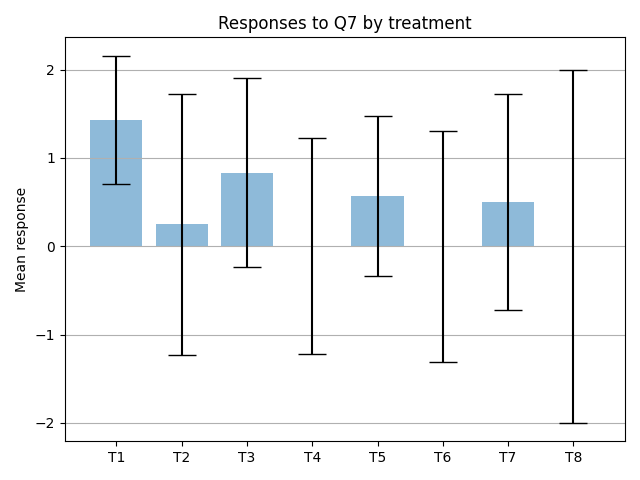 Responses to Q7 by treatment
Mean response
2
1
0
−1
−2
T1 T2 T3 T4 T5 T6 T7 T8